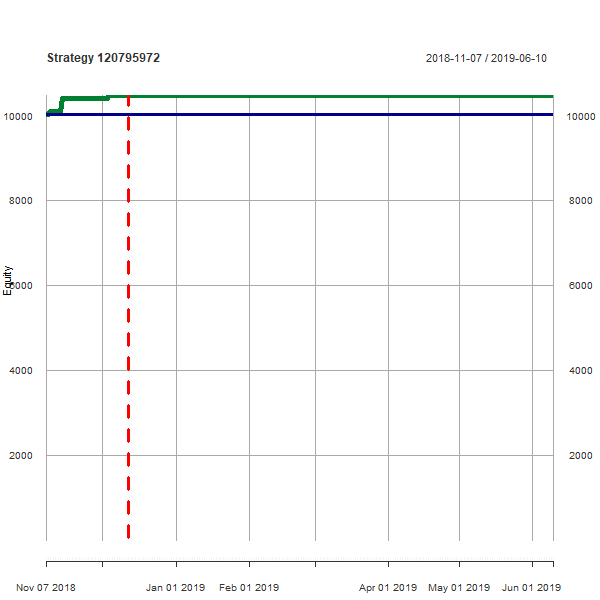 Strategy 120795972
2018-11-07 / 2019-06-10
10000
10000
8000
8000
Equity
6000
6000
4000
4000
2000
2000
Nov 07 2018
Jan 01 2019
Feb 01 2019
Apr 01 2019
May 01 2019
Jun 01 2019